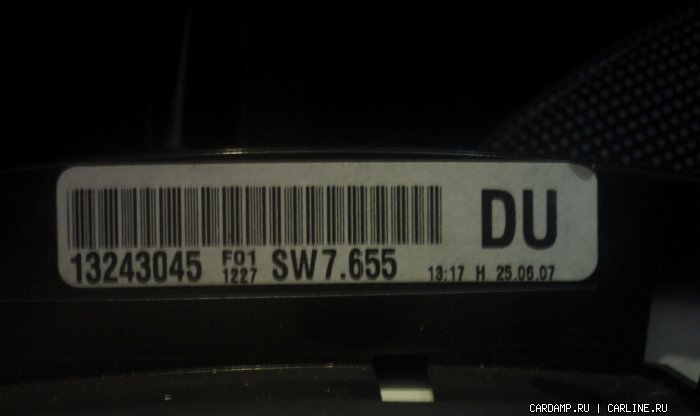 DU
13243045 F01 1227 SW7.655 13:17 H 25.06.07
CARDAMP.RU | CARLINE.RU